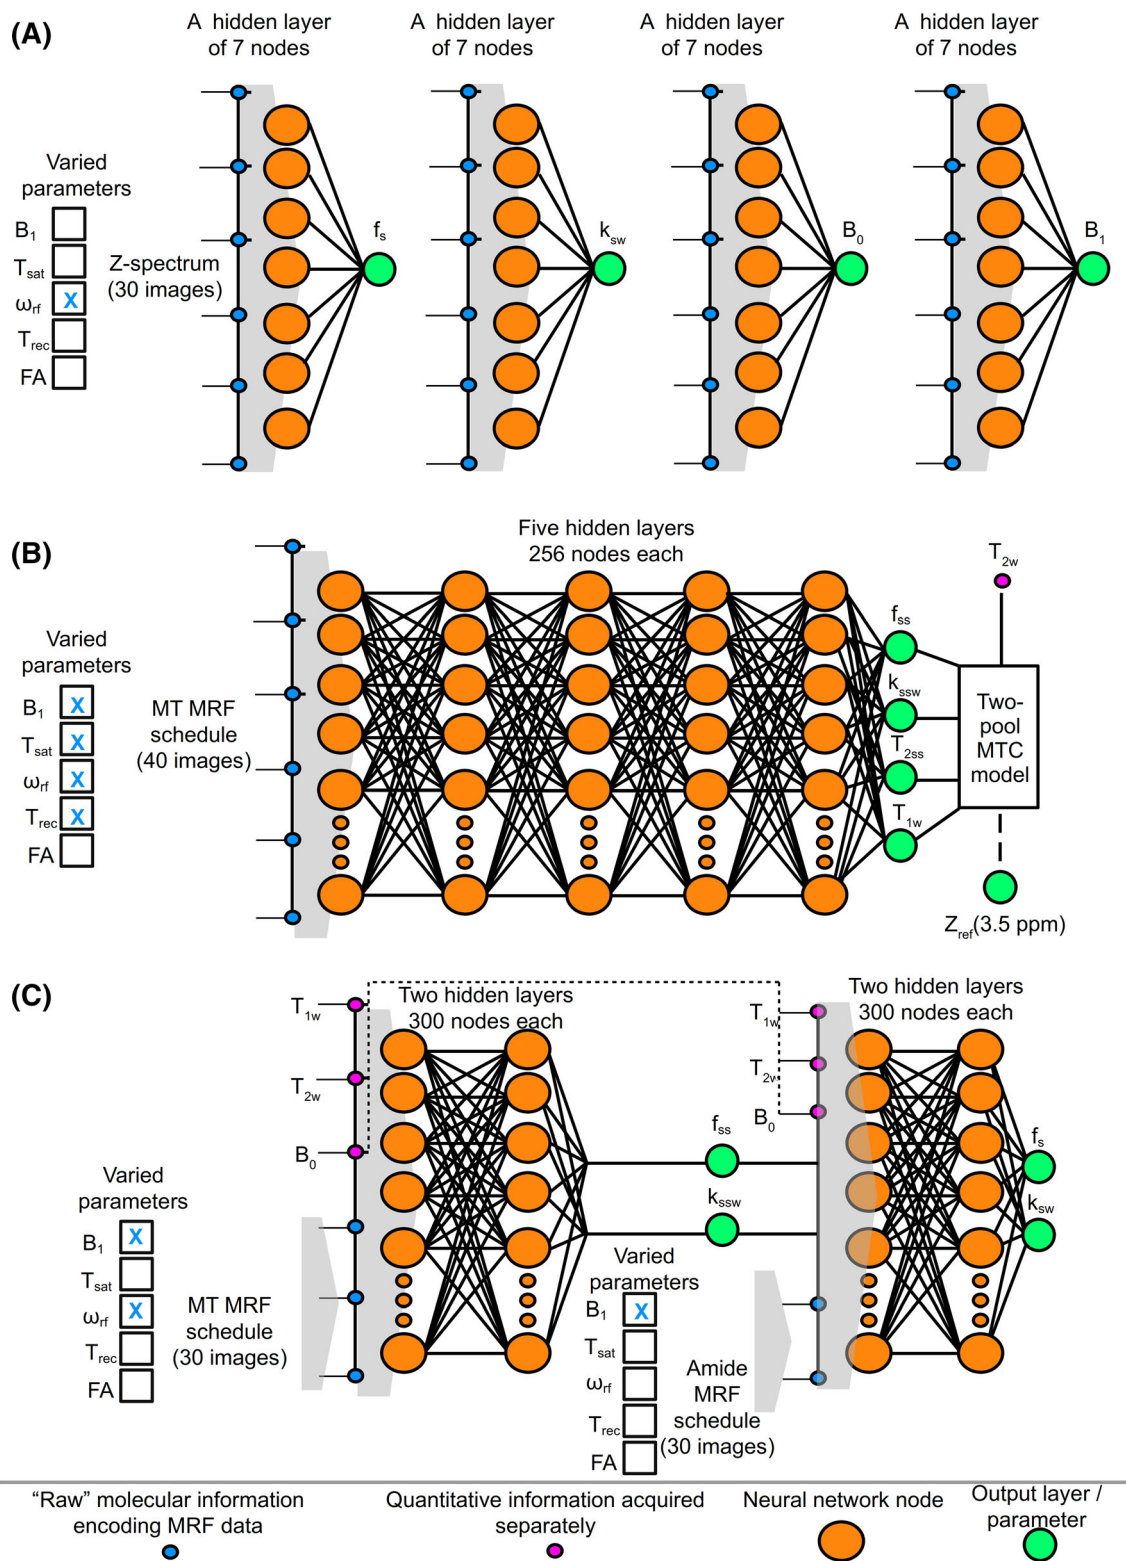 (A)
A hidden layer
of 7 nodes
A hidden layer
of 7 nodes
A hidden layer
of 7 nodes
A hidden layer
of 7 nodes
Varied
parameters
B1
Tsat
ωrf X
Trec
FA
Z-spectrum
(30 images)
fs
ksw
B0
B1
(B)
Five hidden layers
256 nodes each
Varied
parameters
B1 X
Tsat X
ωrf X
Trec X
FA
MT MRF
schedule
(40 images)
fss
kssw
T2ss
T1w
T2w
Two-
pool
MTC
model
Zref(3.5 ppm)
(C)
Two hidden layers
300 nodes each
T1w
T2w
B0
Varied
parameters
B1 X
Tsat
ωrf X
Trec
FA
MT MRF
schedule
(30 images)
fss
kssw
Varied
parameters
B1 X
Tsat
ωrf
Trec
FA
Amide
MRF
schedule
(30 images)
Two hidden layers
300 nodes each
T1w
T2w
B0
fs
ksw
“Raw” molecular information
encoding MRF data
Quantitative information acquired
separately
Neural network node
Output layer /
parameter